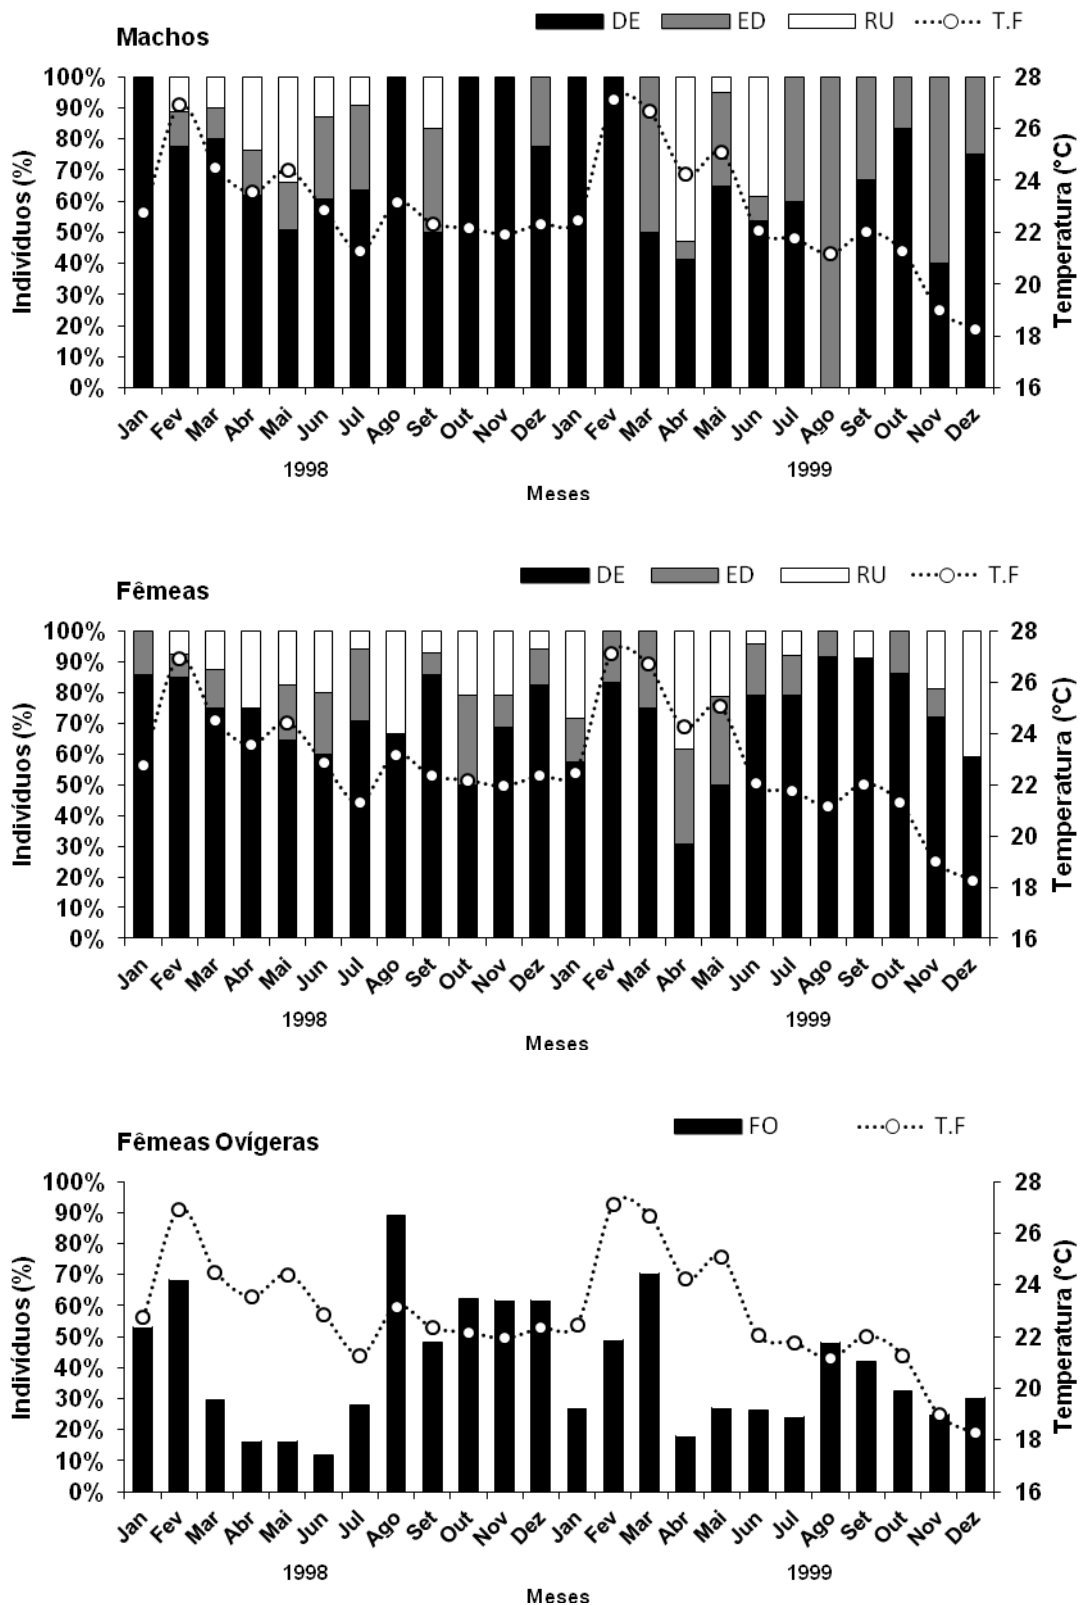 DE ED RU T.F
Machos
100% 28
90% 26
80% 24
70% 22
60% 20
50% 18
40% 16
30%
20%
10%
0%
Indivíduos (%)
Temperatura (°C)
Jan Fev Mar Abr Mai Jun Jul Ago Set Out Nov Dez Jan Fev Mar Abr Mai Jun Jul Ago Set Out Nov Dez
1998 1999
Meses
DE ED RU T.F
Fêmeas
100% 28
90% 26
80% 24
70% 22
60% 20
50% 18
40% 16
30%
20%
10%
0%
Indivíduos (%)
Temperatura (°C)
Jan Fev Mar Abr Mai Jun Jul Ago Set Out Nov Dez Jan Fev Mar Abr Mai Jun Jul Ago Set Out Nov Dez
1998 1999
Meses
FO T.F
Fêmeas Ovígeras
100% 28
90% 26
80% 24
70% 22
60% 20
50% 18
40% 16
30%
20%
10%
0%
Indivíduos (%)
Temperatura (°C)
Jan Fev Mar Abr Mai Jun Jul Ago Set Out Nov Dez Jan Fev Mar Abr Mai Jun Jul Ago Set Out Nov Dez
1998 1999
Meses